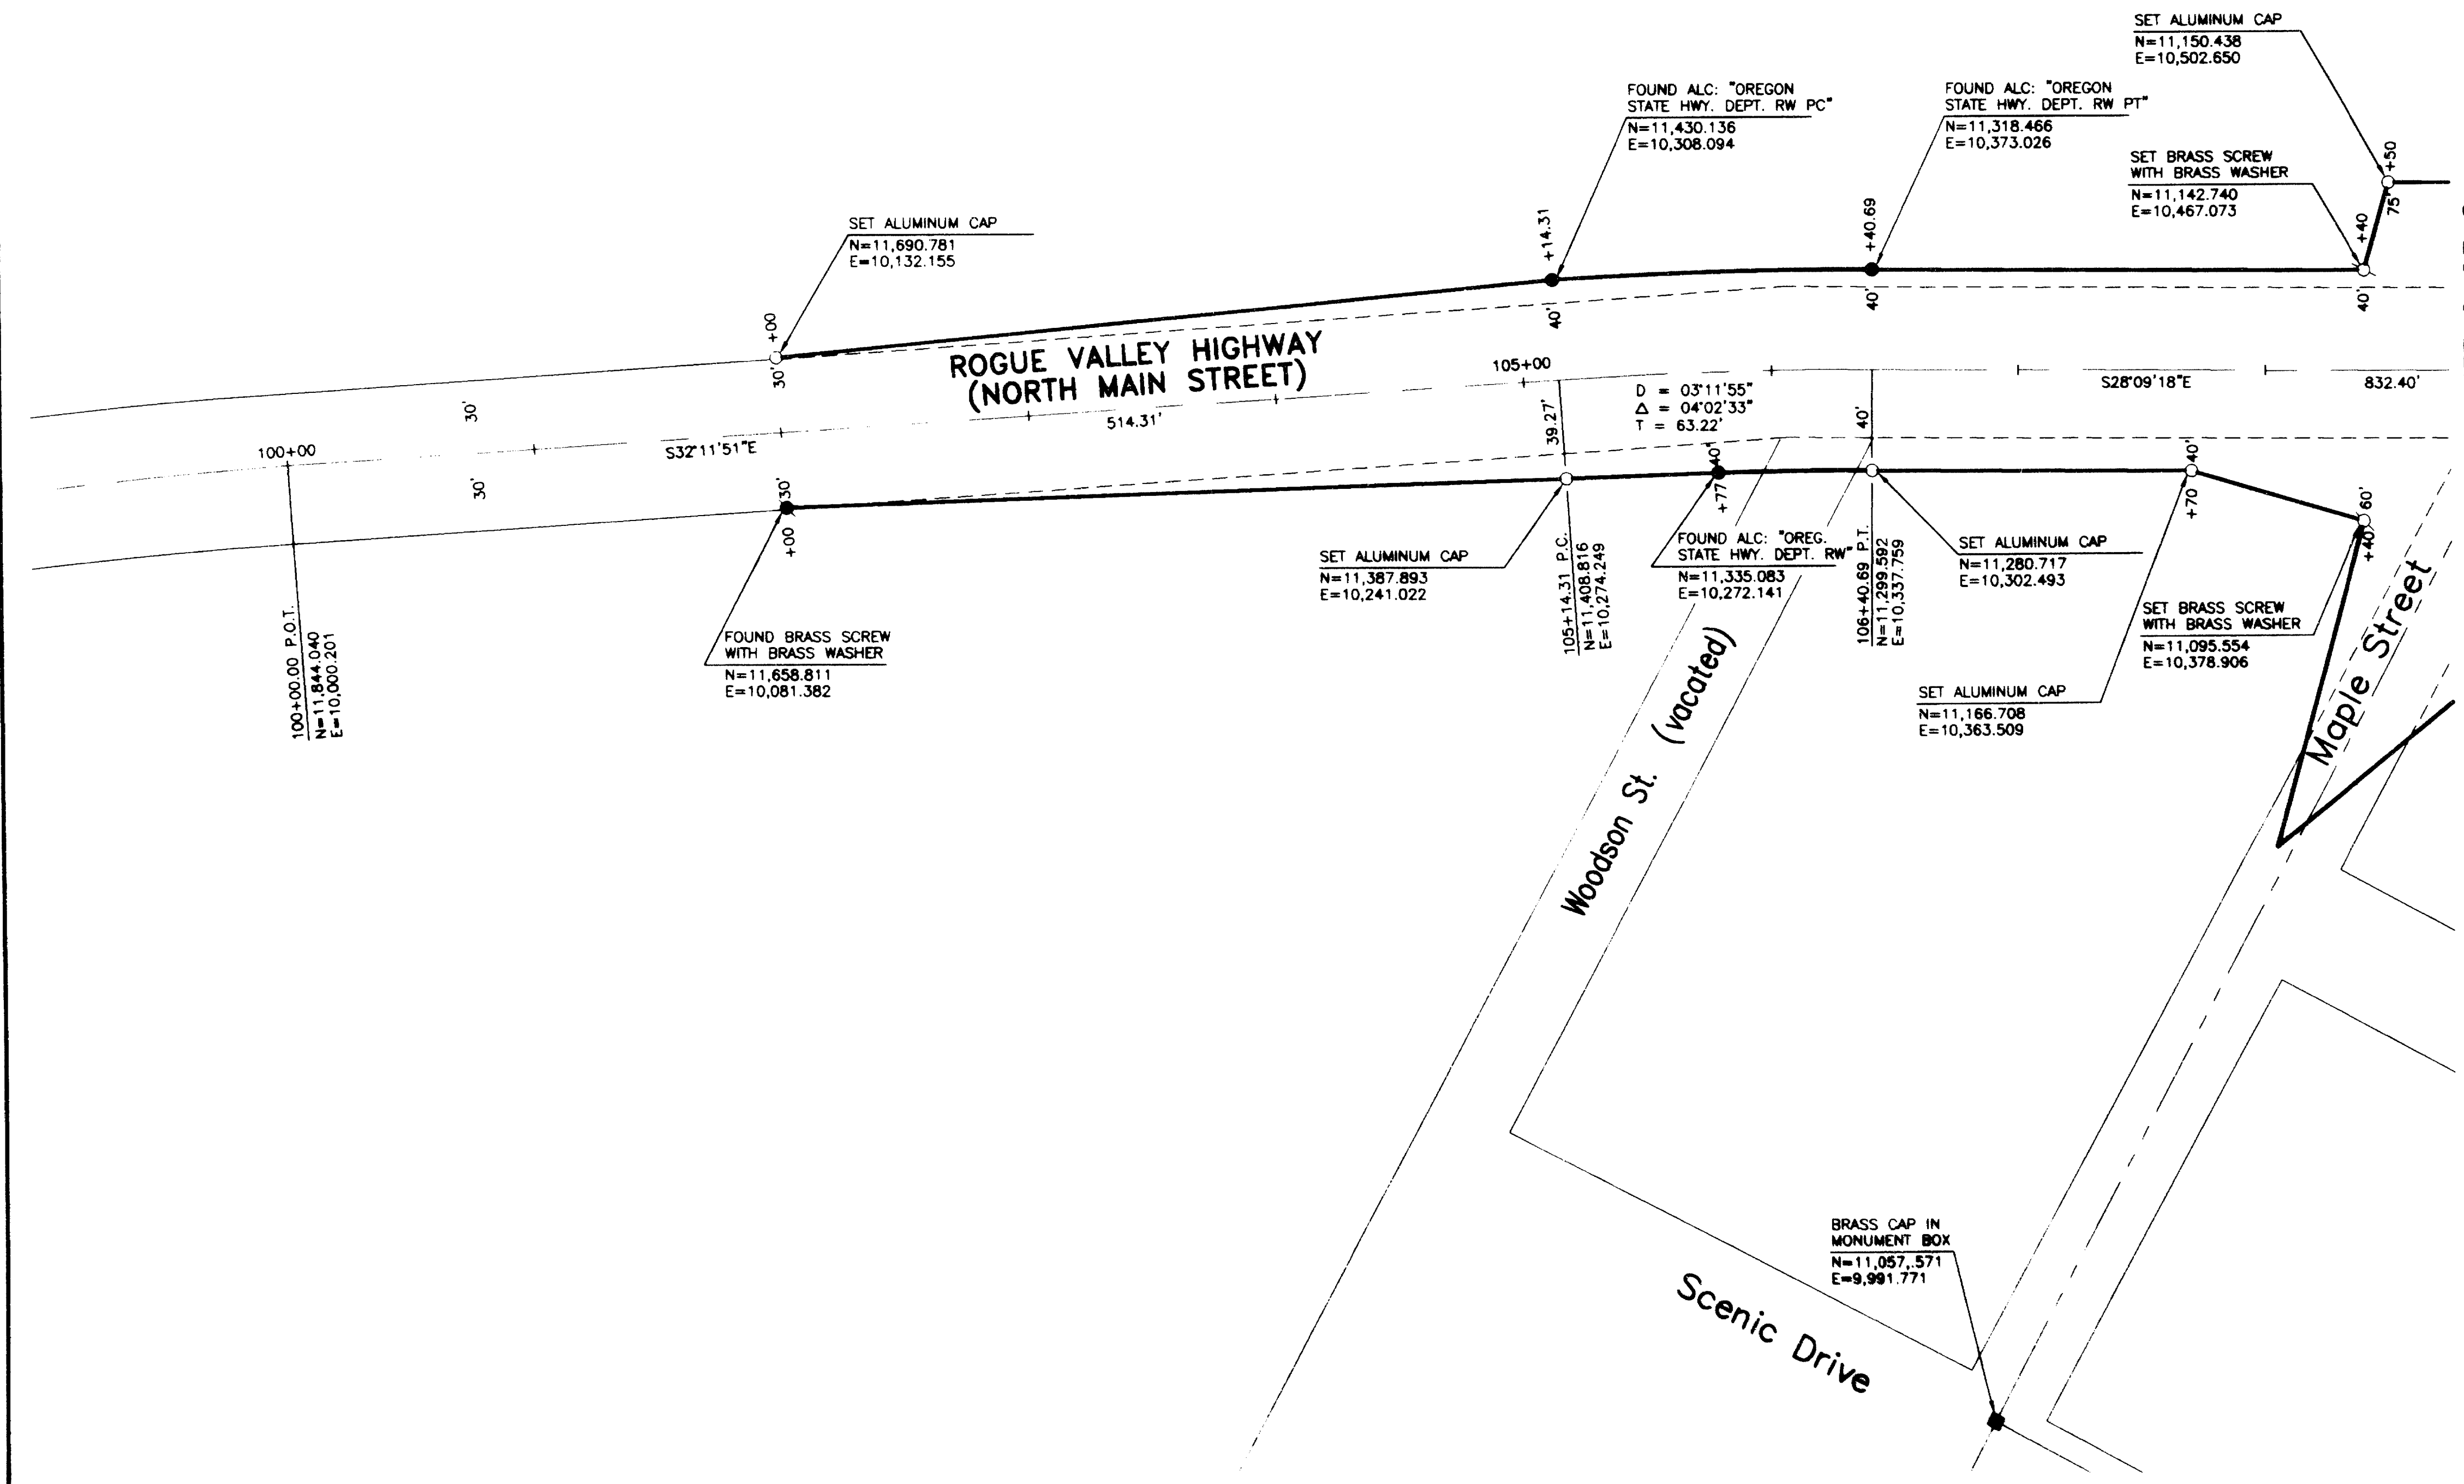 SET ALUMINUM CAP
N=11,150.438
E=10,502.650
FOUND ALC: "OREGON
STATE HWY. DEPT. RW PC"
N=11,430.136
E=10,308.094
FOUND ALC: "OREGON
STATE HWY. DEPT. RW PT"
N=11,318.466
E=10,373.026
SET BRASS SCREW
WITH BRASS WASHER
N=11,142.740
E=10,467.073
+50
75'
+40
40'
SET ALUMINUM CAP
N=11,690.781
E=10,132.155
+00
30'
+14.31
40'
+40.69
40'
ROGUE VALLEY HIGHWAY
(NORTH MAIN STREET)
105+00
S28°09'18"E
832.40'
D = 03°11'55"
Δ = 04°02'33"
T = 63.22'
514.31'
S32°11'51"E
100+00
30'
30'
30'
+00
39.27'
40'
+77
40'
40'
+70
60'
+40
100+00.00 P.O.T.
N=11,844.040
E=10,000.201
FOUND BRASS SCREW
WITH BRASS WASHER
N=11,658.811
E=10,081.382
SET ALUMINUM CAP
N=11,387.893
E=10,241.022
105+14.31 P.C.
N=11,408.816
E=10,274.249
FOUND ALC: "OREG.
STATE HWY. DEPT. RW"
N=11,335.083
E=10,272.141
106+40.69 P.T.
N=11,299.592
E=10,337.759
SET ALUMINUM CAP
N=11,280.717
E=10,302.493
SET BRASS SCREW
WITH BRASS WASHER
N=11,095.554
E=10,378.906
SET ALUMINUM CAP
N=11,166.708
E=10,363.509
Maple Street
Woodson St. (vacated)
BRASS CAP IN
MONUMENT BOX
N=11,057,.571
E=9,991.771
Scenic Drive